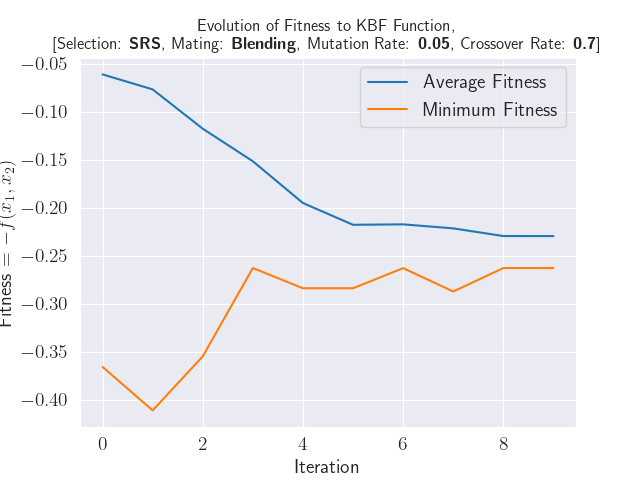 Evolution of Fitness to KBF Function,
[Selection: SRS, Mating: Blending, Mutation Rate: 0.05, Crossover Rate: 0.7]
Average Fitness
Minimum Fitness
Fitness = −f(x₁, x₂)
−0.05
−0.10
−0.15
−0.20
−0.25
−0.30
−0.35
−0.40
0 2 4 6 8
Iteration